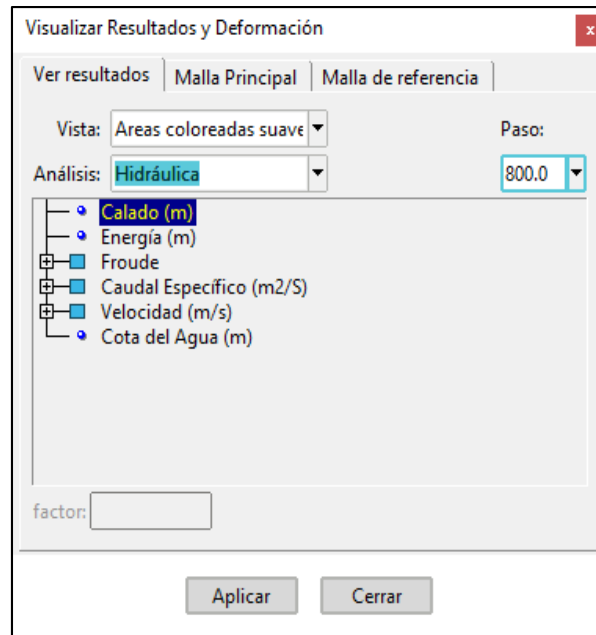 Visualizar Resultados y Deformación
x
Ver resultados Malla Principal Malla de referencia
Vista: Areas coloreadas suave Paso:
Análisis: Hidráulica 800.0
Calado (m)
Energía (m)
Froude
Caudal Específico (m2/S)
Velocidad (m/s)
Cota del Agua (m)
factor:
Aplicar Cerrar